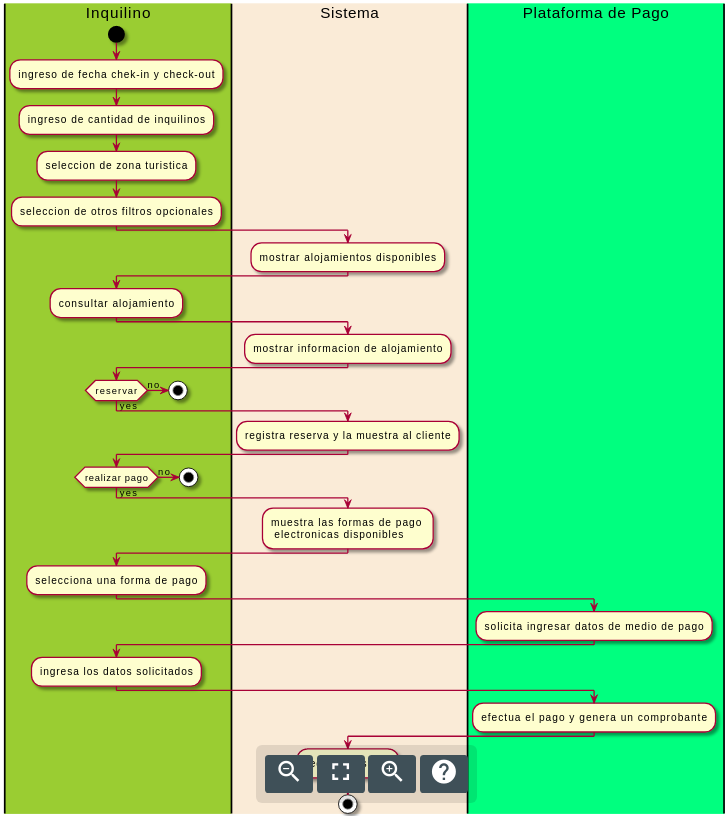 Inquilino
Sistema
Plataforma de Pago
ingreso de fecha chek-in y check-out
ingreso de cantidad de inquilinos
seleccion de zona turistica
seleccion de otros filtros opcionales
mostrar alojamientos disponibles
consultar alojamiento
mostrar informacion de alojamiento
reservar
no
yes
registra reserva y la muestra al cliente
realizar pago
no
yes
muestra las formas de pago
electronicas disponibles
selecciona una forma de pago
solicita ingresar datos de medio de pago
ingresa los datos solicitados
efectua el pago y genera un comprobante